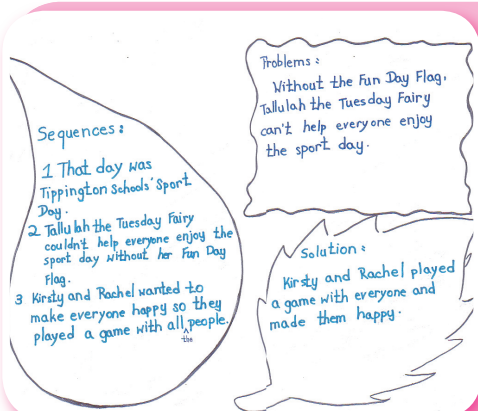 Sequences:
1 That day was
Tippington Schools' Sport
Day.
2 Tallulah the Tuesday Fairy
couldn't help everyone enjoy the
sport day without her Fun Day
Flag.
3 Kirsty and Rachel wanted to
make everyone happy so they
played a game with all the people.
Problems:
Without the Fun Day Flag,
Tallulah the Tuesday Fairy
can't help everyone enjoy
the sport day.
Solution:
Kirsty and Rachel played
a game with everyone and
made them happy.